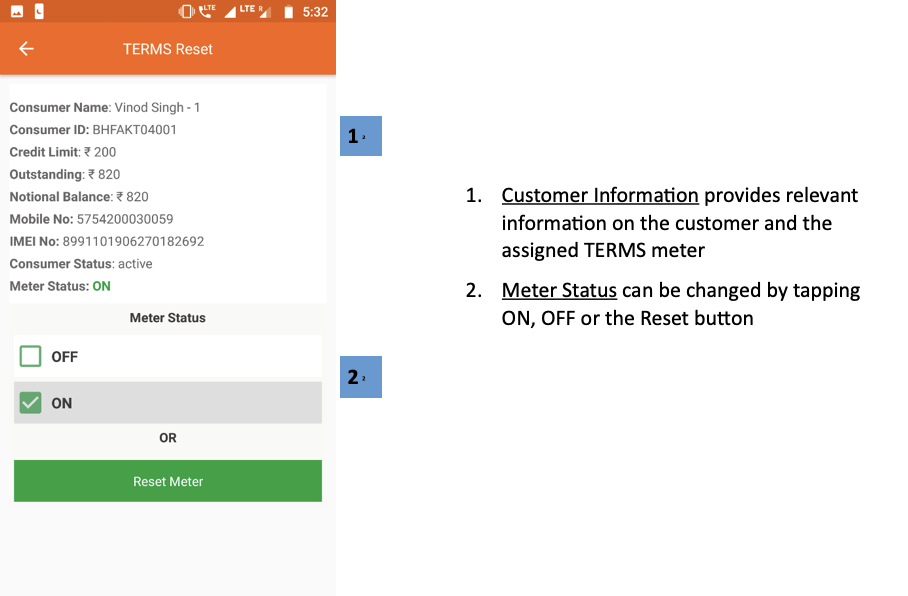 LTE LTE R 5:32
TERMS Reset
Consumer Name: Vinod Singh - 1
Consumer ID: BHFAKT04001
Credit Limit: ₹ 200
Outstanding: ₹ 820
Notional Balance: ₹ 820
Mobile No: 5754200030059
IMEI No: 8991101906270182692
Consumer Status: active
Meter Status: ON
Meter Status
OFF
ON
OR
Reset Meter
1 2
2 2
1. Customer Information provides relevant
information on the customer and the
assigned TERMS meter
2. Meter Status can be changed by tapping
ON, OFF or the Reset button